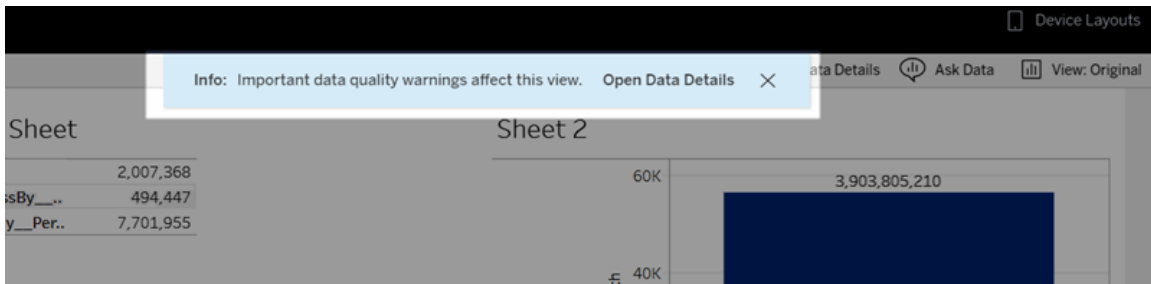 Device Layouts
Info: Important data quality warnings affect this view. Open Data Details
ata Details Ask Data View: Original
Sheet
2,007,368
ssBy__.. 494,447
y__Per.. 7,701,955
Sheet 2
60K
3,903,805,210
40K